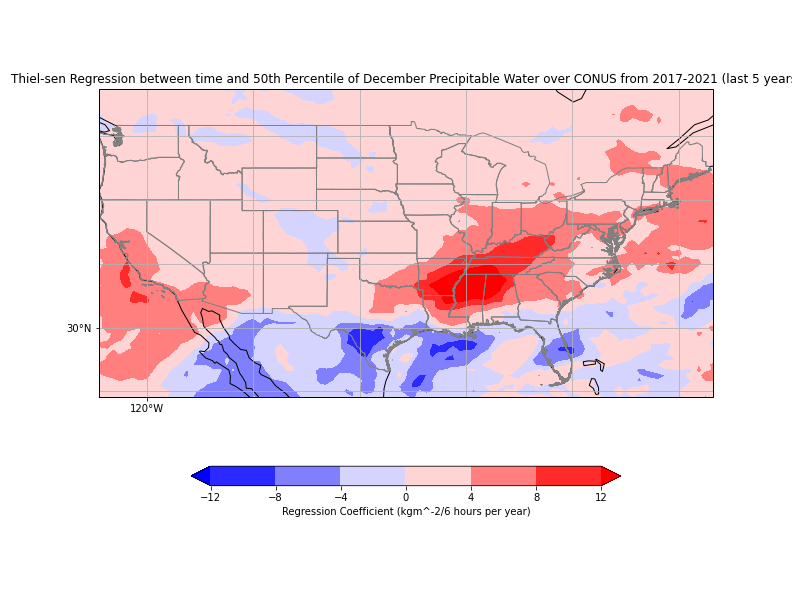 Thiel-sen Regression between time and 50th Percentile of December Precipitable Water over CONUS from 2017-2021 (last 5 years
30°N
120°W
−12 −8 −4 0 4 8 12
Regression Coefficient (kgm^-2/6 hours per year)